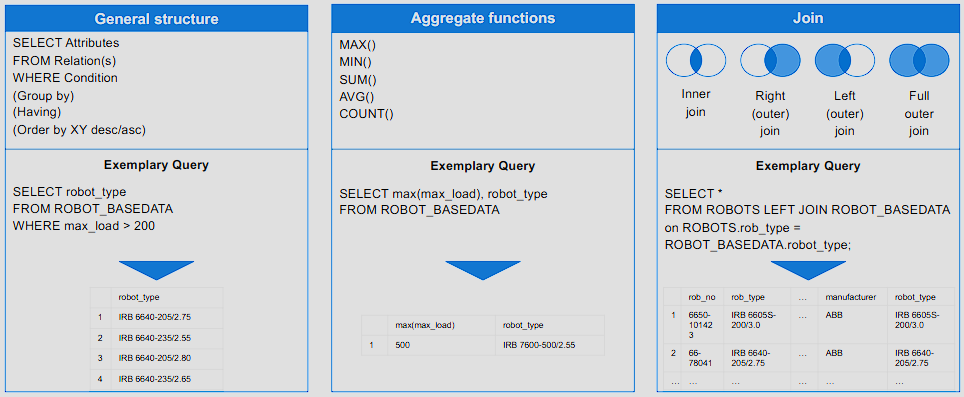 General structure
SELECT Attributes
FROM Relation(s)
WHERE Condition
(Group by)
(Having)
(Order by XY desc/asc)
Exemplary Query
SELECT robot_type
FROM ROBOT_BASEDATA
WHERE max_load > 200
robot_type
1 IRB 6640-205/2.75
2 IRB 6640-235/2.55
3 IRB 6640-205/2.80
4 IRB 6640-235/2.65
Aggregate functions
MAX()
MIN()
SUM()
AVG()
COUNT()
Exemplary Query
SELECT max(max_load), robot_type
FROM ROBOT_BASEDATA
max(max_load) robot_type
1 500 IRB 7600-500/2.55
Join
Inner
join
Right
(outer)
join
Left
(outer)
join
Full
outer
join
Exemplary Query
SELECT *
FROM ROBOTS LEFT JOIN ROBOT_BASEDATA
on ROBOTS.rob_type =
ROBOT_BASEDATA.robot_type;
rob_no rob_type ... manufacturer robot_type
1 6650- IRB 6605S- ... ABB IRB 6605S-
10142 200/3.0 200/3.0
3
2 66- IRB 6640- ... ABB IRB 6640-
78041 205/2.75 205/2.75
... ... ... ... ... ...